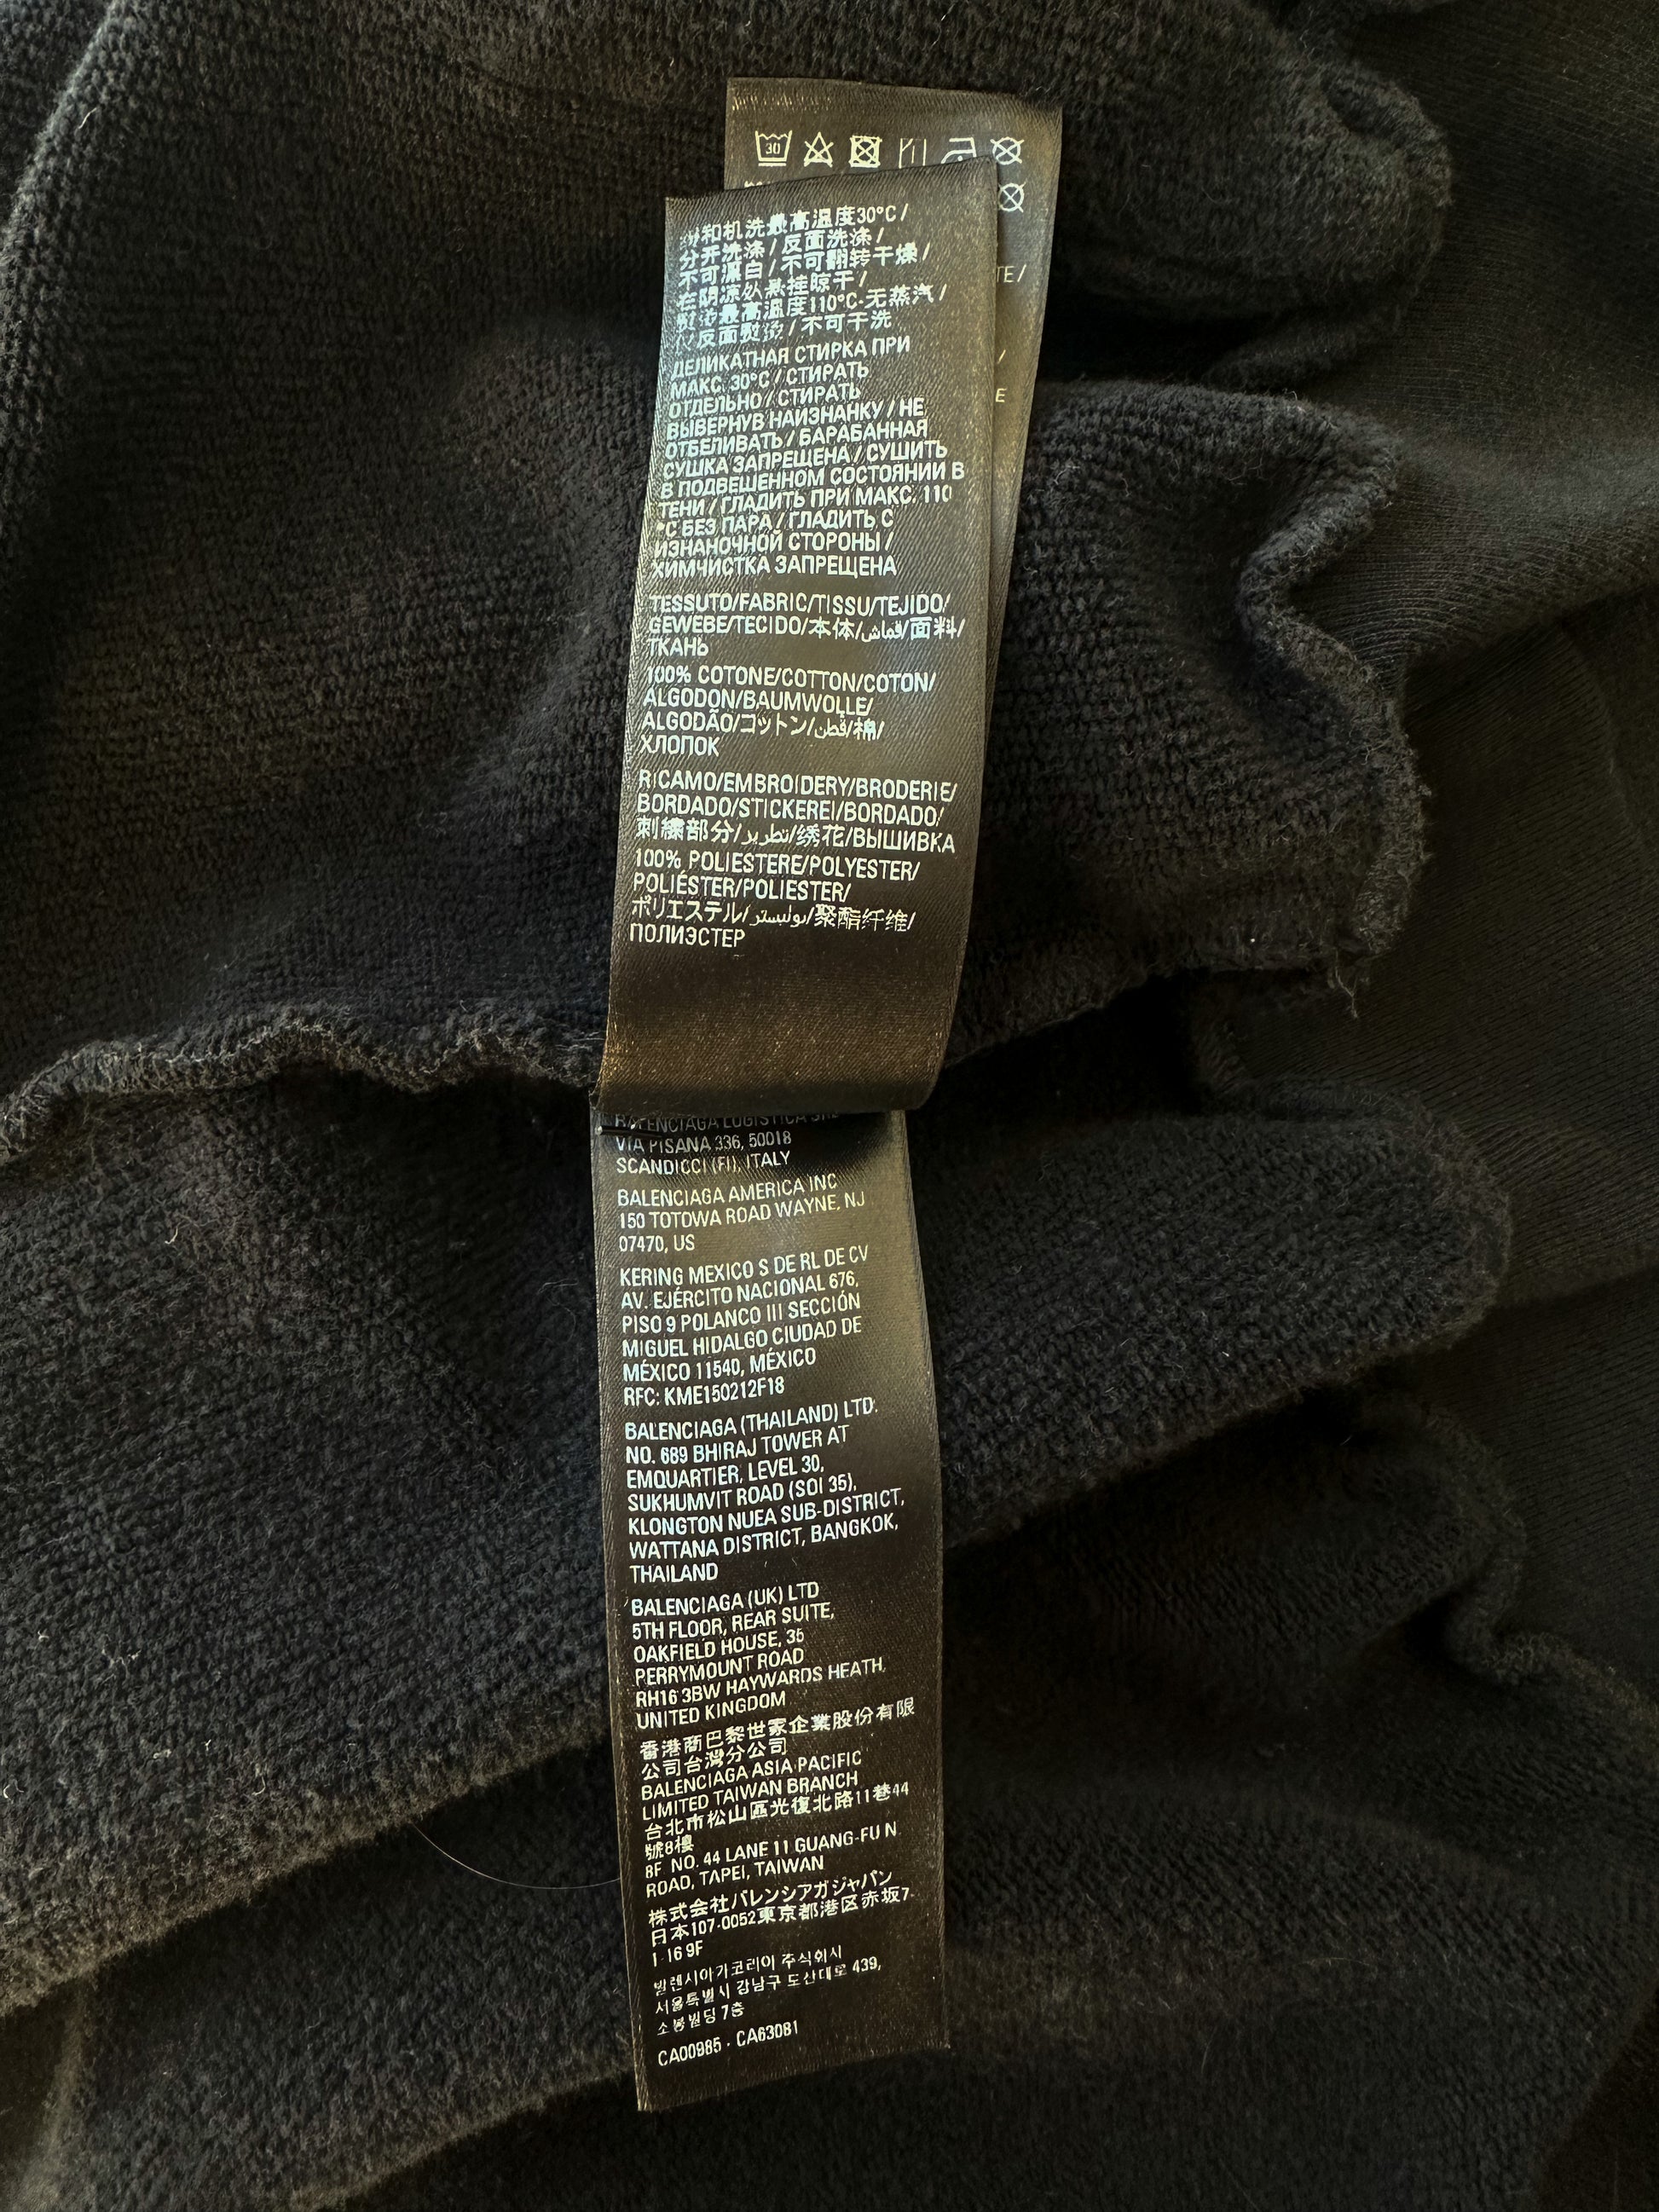 30
TE /
/
E
缓和机洗最高温度30°C /
分开洗涤 / 反面洗涤 /
不可漂白 / 不可翻转干燥 /
在阴凉处悬挂晾干 /
熨烫最高温度110°C-无蒸汽 /
/ 反面熨烫 / 不可干洗
ДЕЛИКАТНАЯ СТИРКА ПРИ
МАКС. 30°C / СТИРАТЬ
ОТДЕЛЬНО / СТИРАТЬ
ВЫВЕРНУВ НАИЗНАНКУ / НЕ
ОТБЕЛИВАТЬ / БАРАБАННАЯ
СУШКА ЗАПРЕЩЕНА / СУШИТЬ
В ПОДВЕШЕННОМ СОСТОЯНИИ В
ТЕНИ / ГЛАДИТЬ ПРИ МАКС. 110
°C БЕЗ ПАРА / ГЛАДИТЬ С
ИЗНАНОЧНОЙ СТОРОНЫ /
ХИМЧИСТКА ЗАПРЕЩЕНА
TESSUTO/FABRIC/TISSU/TEJIDO/
GEWEBE/TECIDO/本体/قماش/面料/
ТКАНЬ
100% COTONE/COTTON/COTON/
ALGODON/BAUMWOLLE/
ALGODÃO/コットン/قطن/棉/
ХЛОПОК
RICAMO/EMBROIDERY/BRODERIE/
BORDADO/STICKEREI/BORDADO/
刺繍部分/تطريز/绣花/ВЫШИВКА
100% POLIESTERE/POLYESTER/
POLIÉSTER/POLIESTER/
ポリエステル/بوليستر/聚酯纤维/
ПОЛИЭСТЕР
BALENCIAGA LOGISTICA SRL
VIA PISANA 336, 50018
SCANDICCI (FI), ITALY
BALENCIAGA AMERICA INC
150 TOTOWA ROAD WAYNE, NJ
07470, US
KERING MEXICO S DE RL DE CV
AV. EJÉRCITO NACIONAL 676,
PISO 9 POLANCO III SECCIÓN
MIGUEL HIDALGO CIUDAD DE
MÉXICO 11540, MÉXICO
RFC: KME150212F18
BALENCIAGA (THAILAND) LTD.
NO. 689 BHIRAJ TOWER AT
EMQUARTIER, LEVEL 30,
SUKHUMVIT ROAD (SOI 35),
KLONGTON NUEA SUB-DISTRICT,
WATTANA DISTRICT, BANGKOK,
THAILAND
BALENCIAGA (UK) LTD
5TH FLOOR, REAR SUITE,
OAKFIELD HOUSE, 35
PERRYMOUNT ROAD
RH16 3BW HAYWARDS HEATH,
UNITED KINGDOM
香港商巴黎世家企業股份有限
公司台灣分公司
BALENCIAGA ASIA PACIFIC
LIMITED TAIWAN BRANCH
台北市松山區光復北路11巷44
號8樓
8F NO. 44 LANE 11 GUANG-FU N.
ROAD, TAPEI, TAIWAN
株式会社バレンシアガジャパン
日本107-0052東京都港区赤坂7-
1-16 9F
발렌시아가코리아 주식회사
서울특별시 강남구 도산대로 439,
소봉빌딩 7층
CA00985 - CA63081